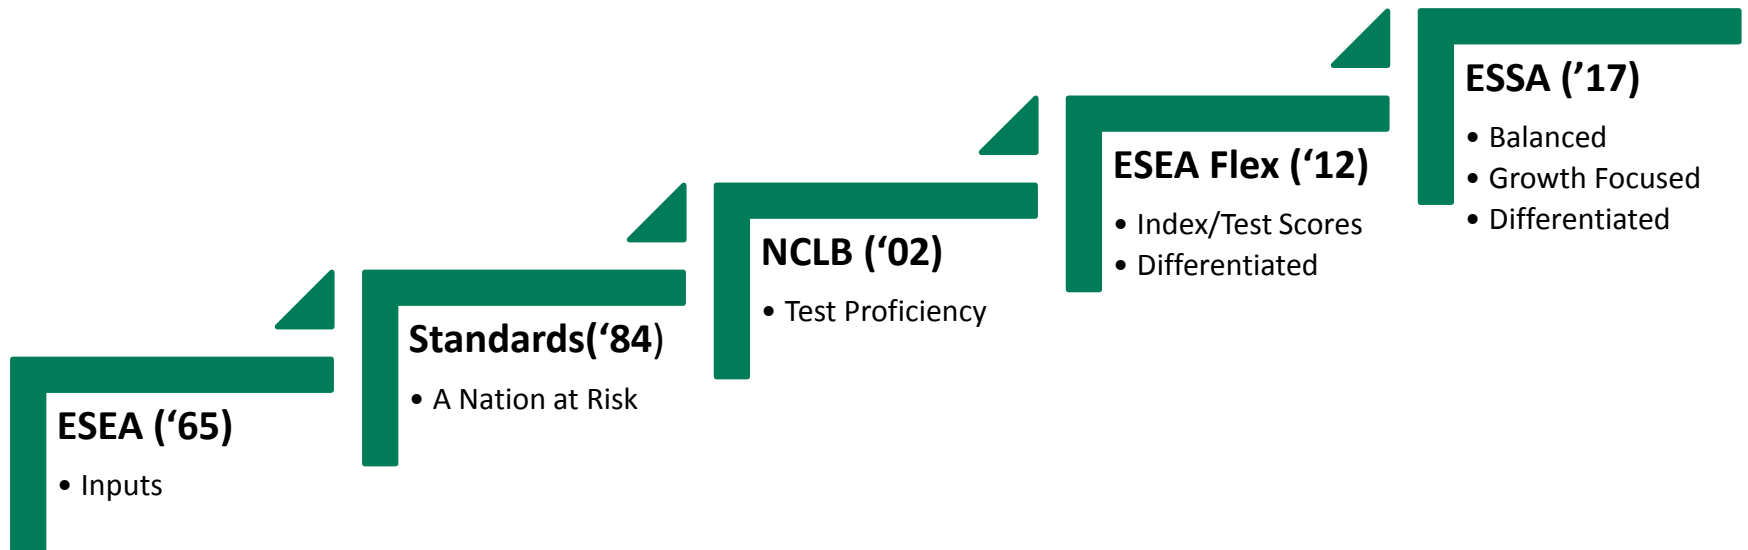 ESEA (‘65)
• Inputs
Standards(‘84)
• A Nation at Risk
NCLB (‘02)
• Test Proficiency
ESEA Flex (‘12)
• Index/Test Scores
• Differentiated
ESSA (’17)
• Balanced
• Growth Focused
• Differentiated